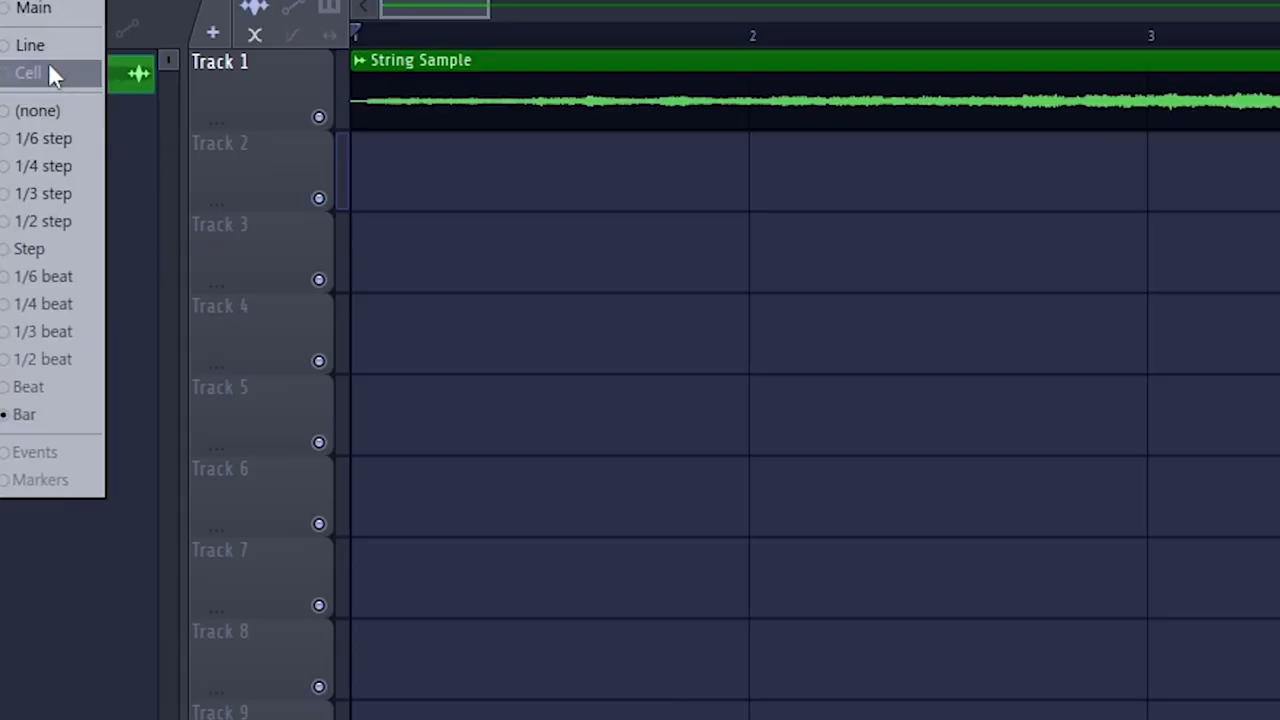 Main
Line
Cell
(none)
1/6 step
1/4 step
1/3 step
1/2 step
Step
1/6 beat
1/4 beat
1/3 beat
1/2 beat
Beat
Bar
Events
Markers
2
3
Track 1
String Sample
Track 2
Track 3
Track 4
Track 5
Track 6
Track 7
Track 8
Track 9